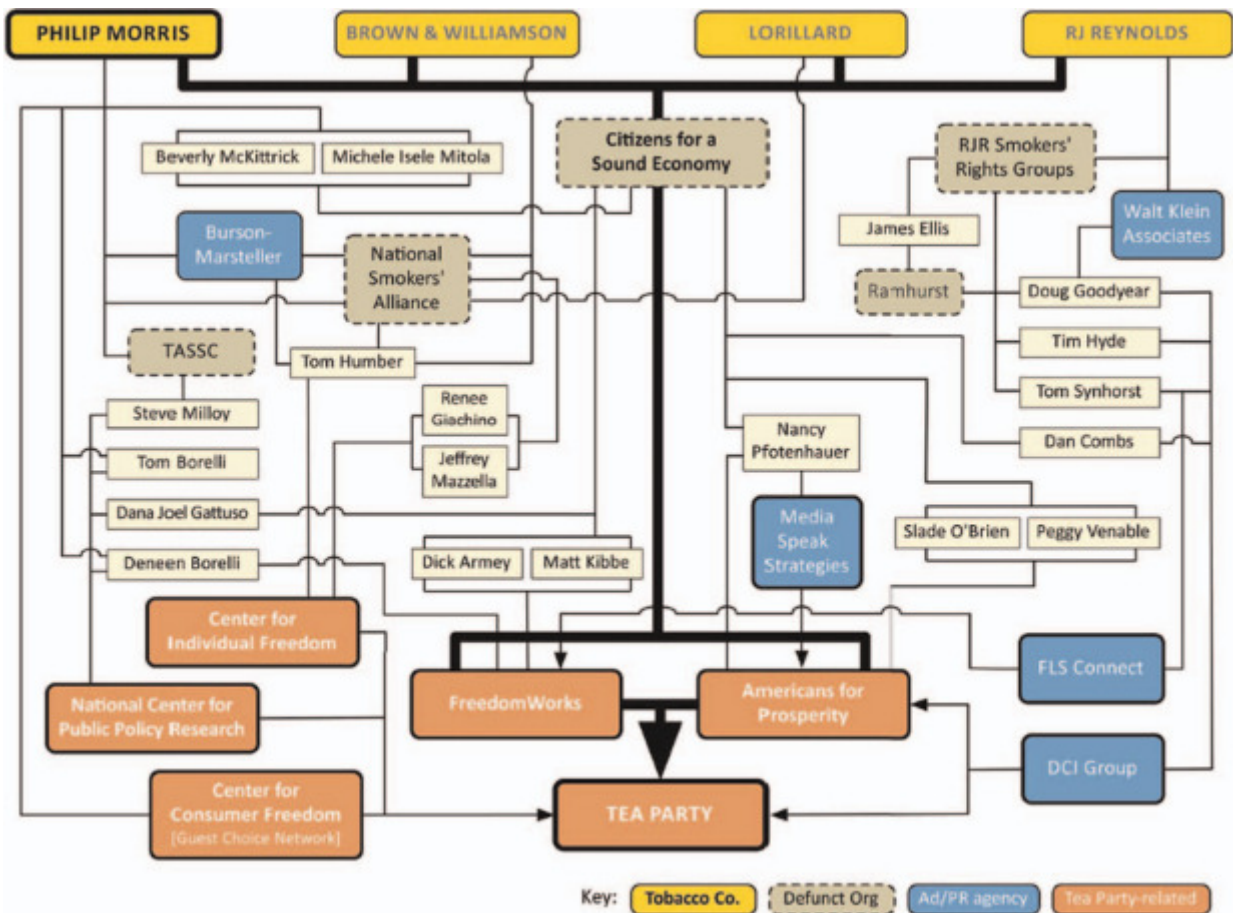 PHILIP MORRIS
BROWN & WILLIAMSON
LORILLARD
RJ REYNOLDS
Citizens for a
Sound Economy
Beverly McKittrick
Michele Isele Mitola
RJR Smokers'
Rights Groups
Walt Klein
Associates
James Ellis
Burson-
Marsteller
National
Smokers'
Alliance
Ramhurst
Doug Goodyear
TASSC
Tom Humber
Tim Hyde
Steve Milloy
Renee
Giachino
Tom Synhorst
Nancy
Pfotenhauer
Dan Combs
Jeffrey
Mazzella
Tom Borelli
Dana Joel Gattuso
Media
Speak
Strategies
Slade O'Brien
Peggy Venable
Deneen Borelli
Dick Armey
Matt Kibbe
Center for
Individual Freedom
FLS Connect
National Center for
Public Policy Research
FreedomWorks
Americans for
Prosperity
DCI Group
Center for
Consumer Freedom
[Guest Choice Network]
TEA PARTY
Key:
Tobacco Co.
Defunct Org
Ad/PR agency
Tea Party-related